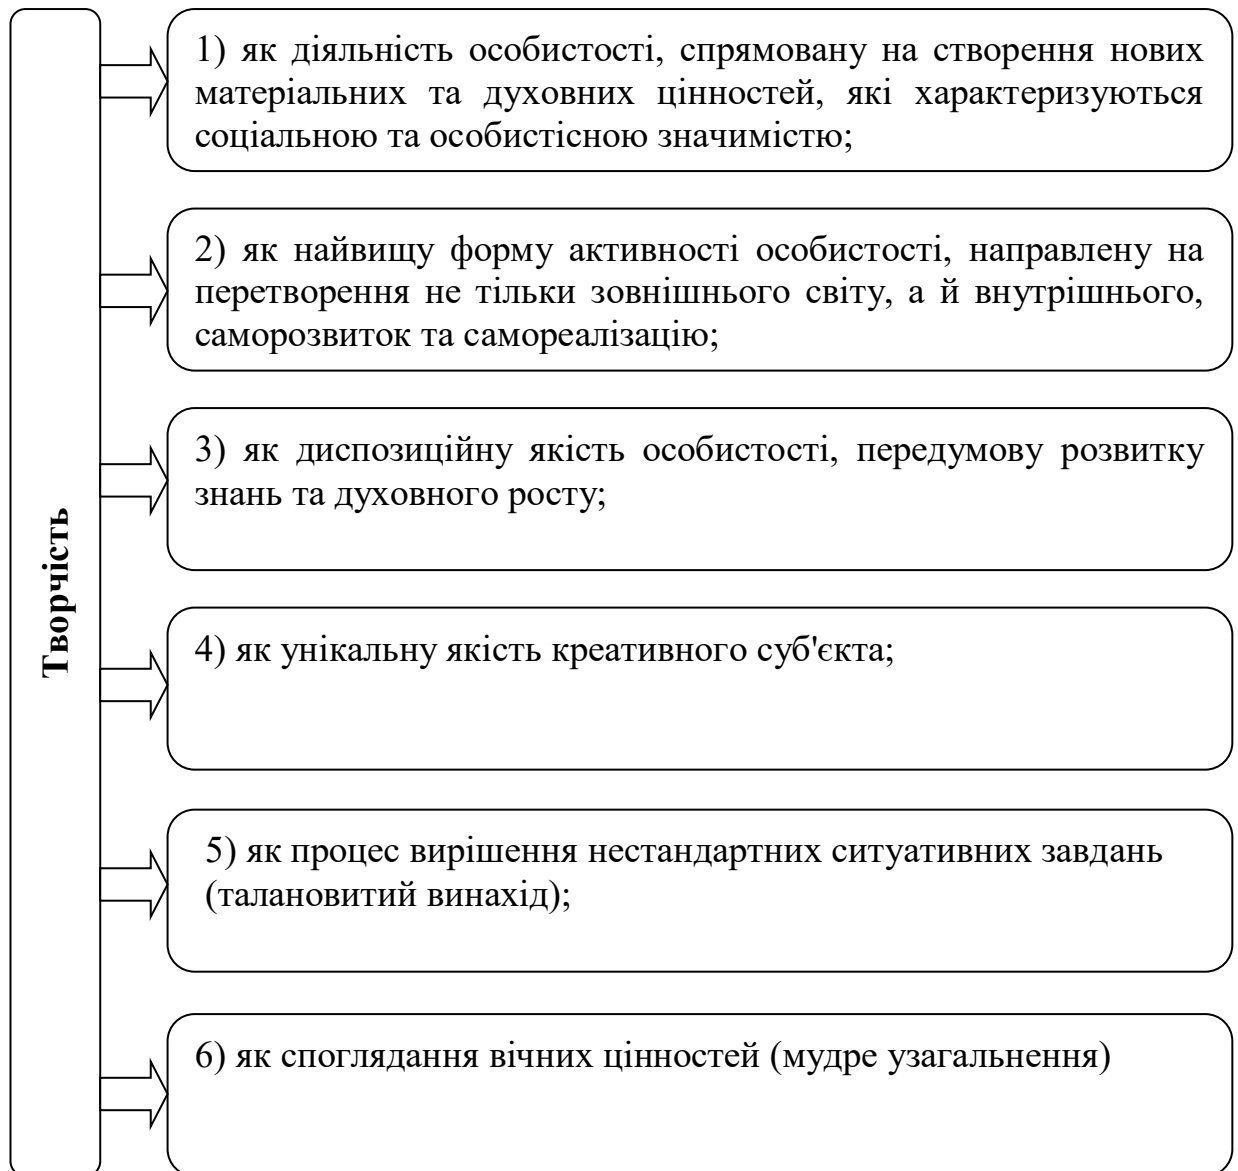 Творчість
1) як діяльність особистості, спрямовану на створення нових
матеріальних та духовних цінностей, які характеризуються
соціальною та особистісною значимістю;
2) як найвищу форму активності особистості, направлену на
перетворення не тільки зовнішнього світу, а й внутрішнього,
саморозвиток та самореалізацію;
3) як диспозиційну якість особистості, передумову розвитку
знань та духовного росту;
4) як унікальну якість креативного суб'єкта;
5) як процес вирішення нестандартних ситуативних завдань
(талановитий винахід);
6) як споглядання вічних цінностей (мудре узагальнення)